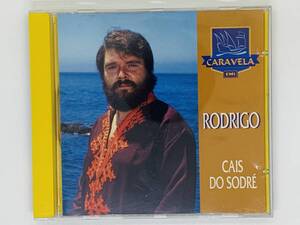 CARAVELA
EMI
RODRIGO
CAIS
DO SODRÉ